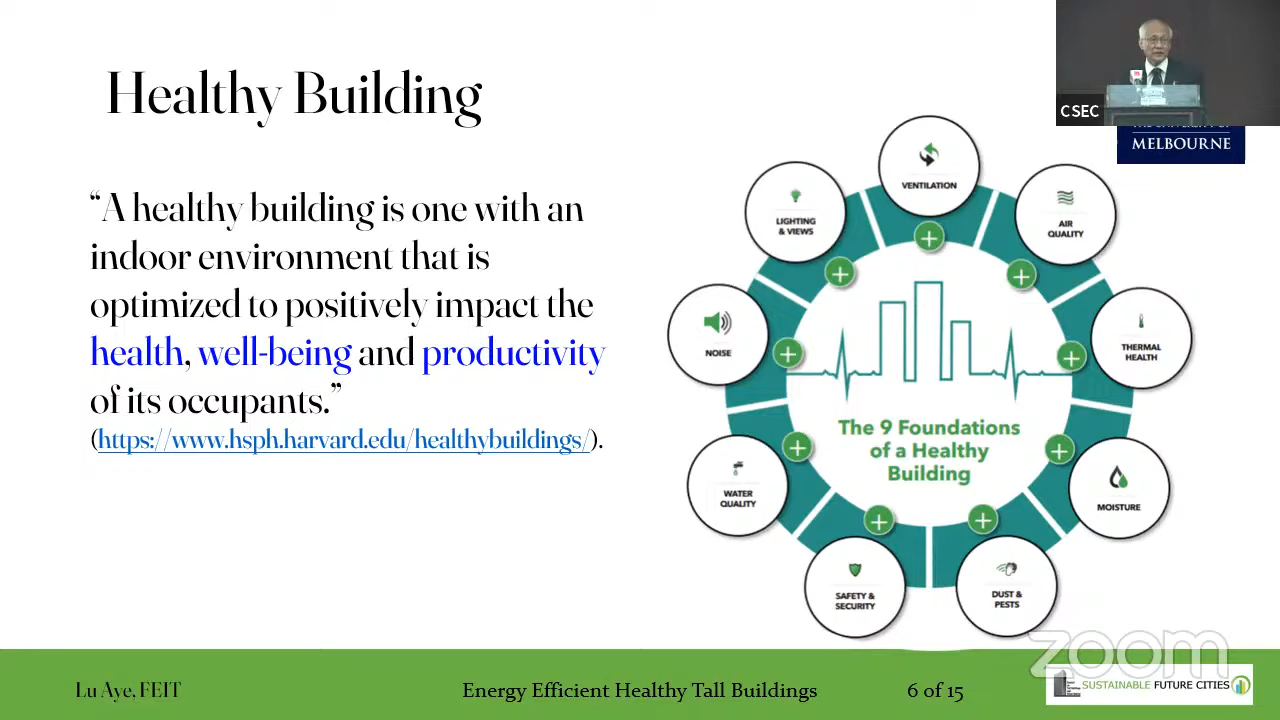 Healthy Building
CSEC
MELBOURNE
“A healthy building is one with an
indoor environment that is
optimized to positively impact the
health, well-being and productivity
of its occupants.”
(https://www.hsph.harvard.edu/healthybuildings/).
VENTILATION
AIR
QUALITY
THERMAL
HEALTH
MOISTURE
DUST &
PESTS
SAFETY &
SECURITY
WATER
QUALITY
NOISE
LIGHTING
& VIEWS
The 9 Foundations
of a Healthy
Building
zoom
Lu Aye, FEIT
Energy Efficient Healthy Tall Buildings
6 of 15
SUSTAINABLE FUTURE CITIES